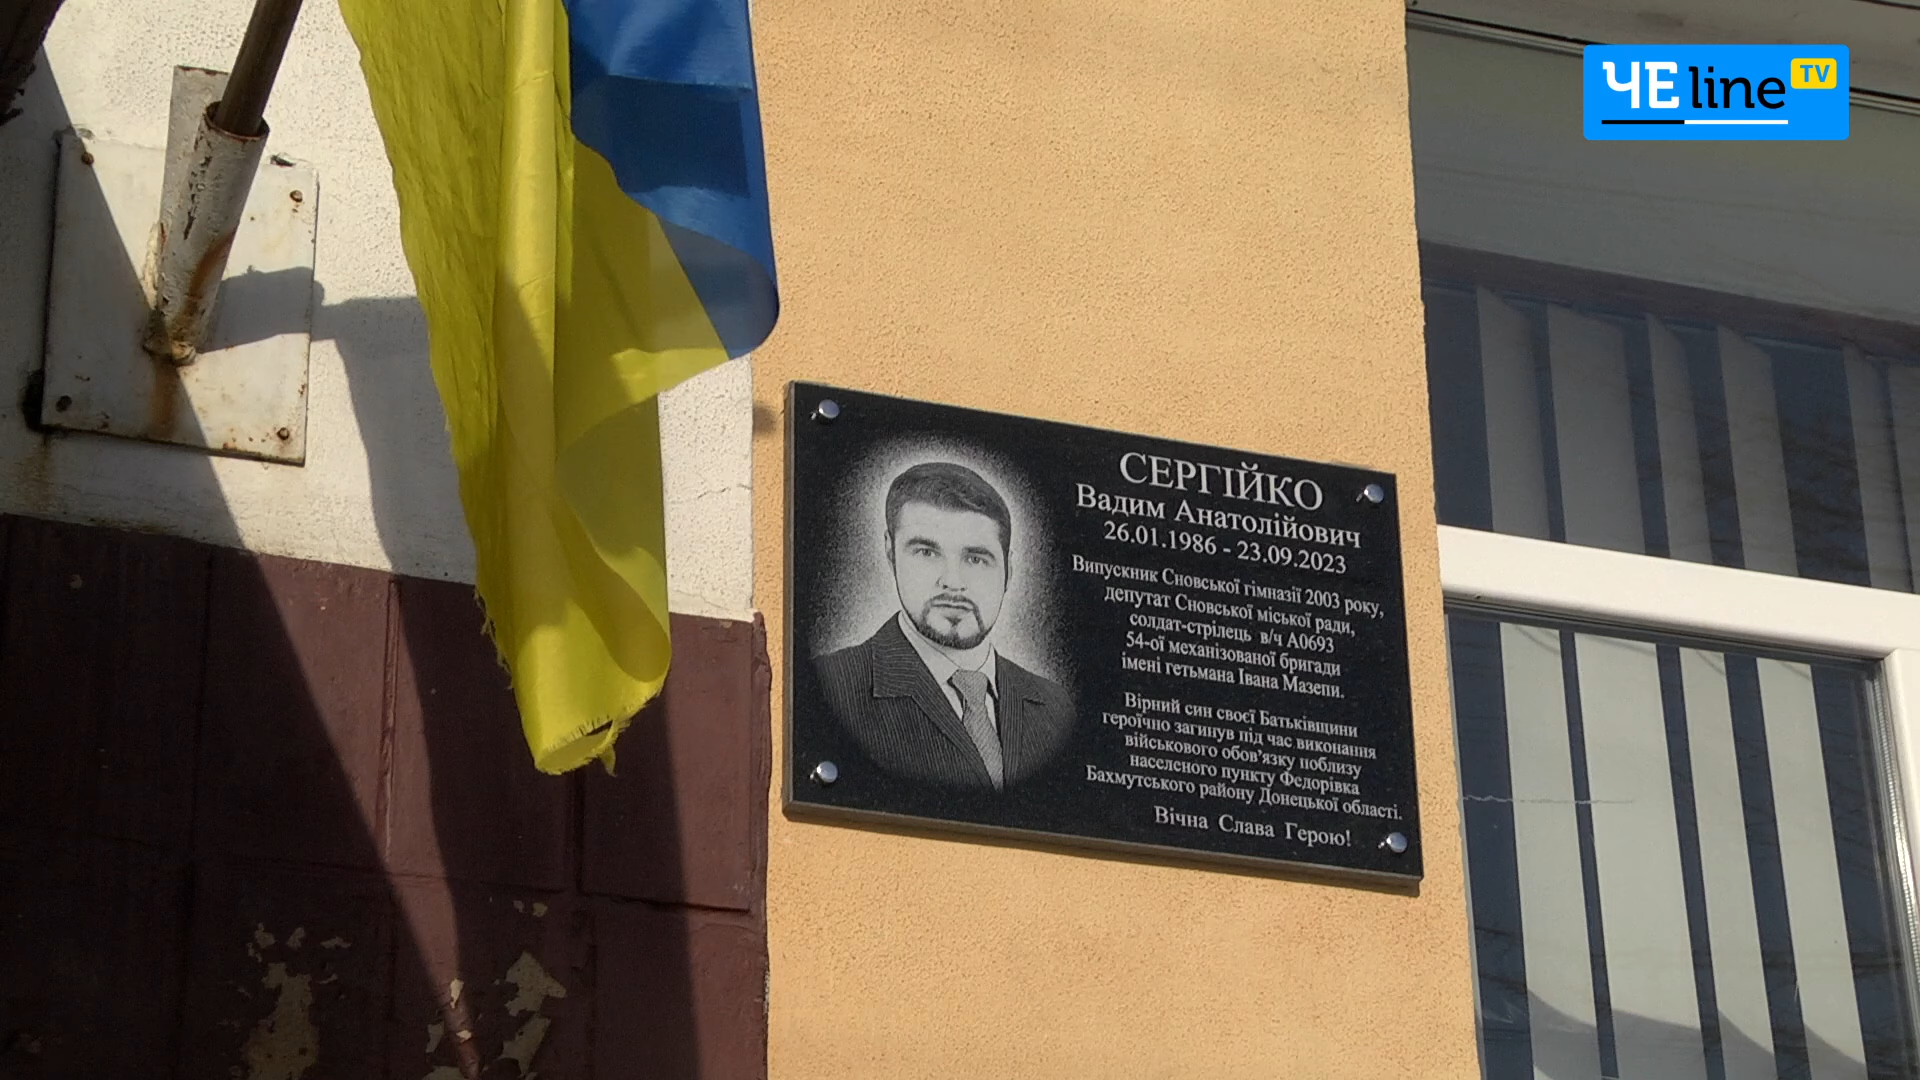 ЧЕ line TV
СЕРГІЙКО
Вадим Анатолійович
26.01.1986 - 23.09.2023
Випускник Сновської гімназії 2003 року,
депутат Сновської міської ради,
солдат-стрілець в/ч А0693
54-ої механізованої бригади
імені гетьмана Івана Мазепи.
Вірний син своєї Батьківщини
героїчно загинув під час виконання
військового обов'язку поблизу
населеного пункту Федорівка
Бахмутського району Донецької області.
Вічна Слава Герою!